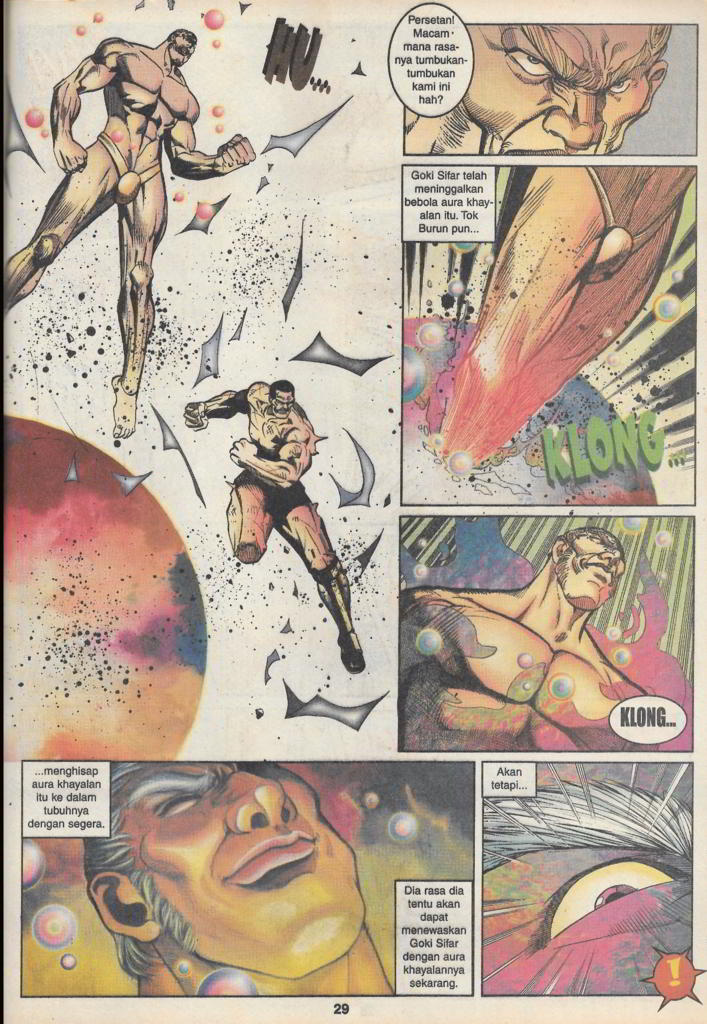 HU...
Persetan!
Macam-
mana rasa-
nya tumbukan-
tumbukan
kami ini
hah?
Goki Sifar telah
meninggalkan
bebola aura khay-
alan itu. Tok
Burun pun...
KLONG...
KLONG...
...menghisap
aura khayalan
itu ke dalam
tubuhnya
dengan segera.
Dia rasa dia
tentu akan
dapat
menewaskan
Goki Sifar
dengan aura
khayalannya
sekarang.
Akan
tetapi...
!
29